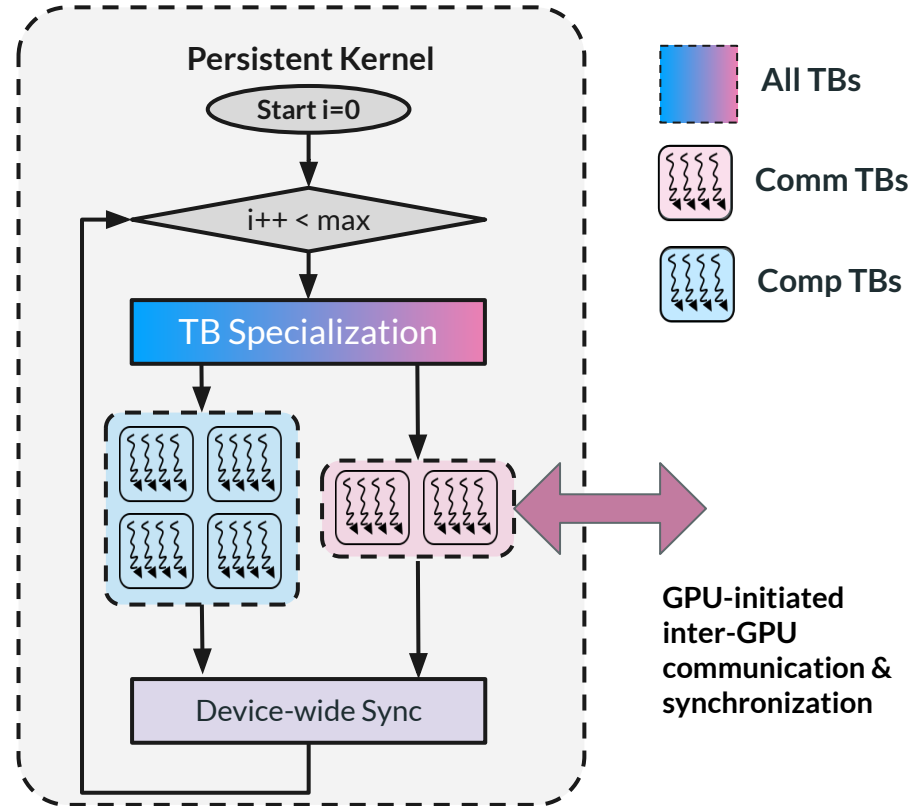 Persistent Kernel
Start i=0
i++ < max
TB Specialization
Device-wide Sync
All TBs
Comm TBs
Comp TBs
GPU-initiated
inter-GPU
communication &
synchronization